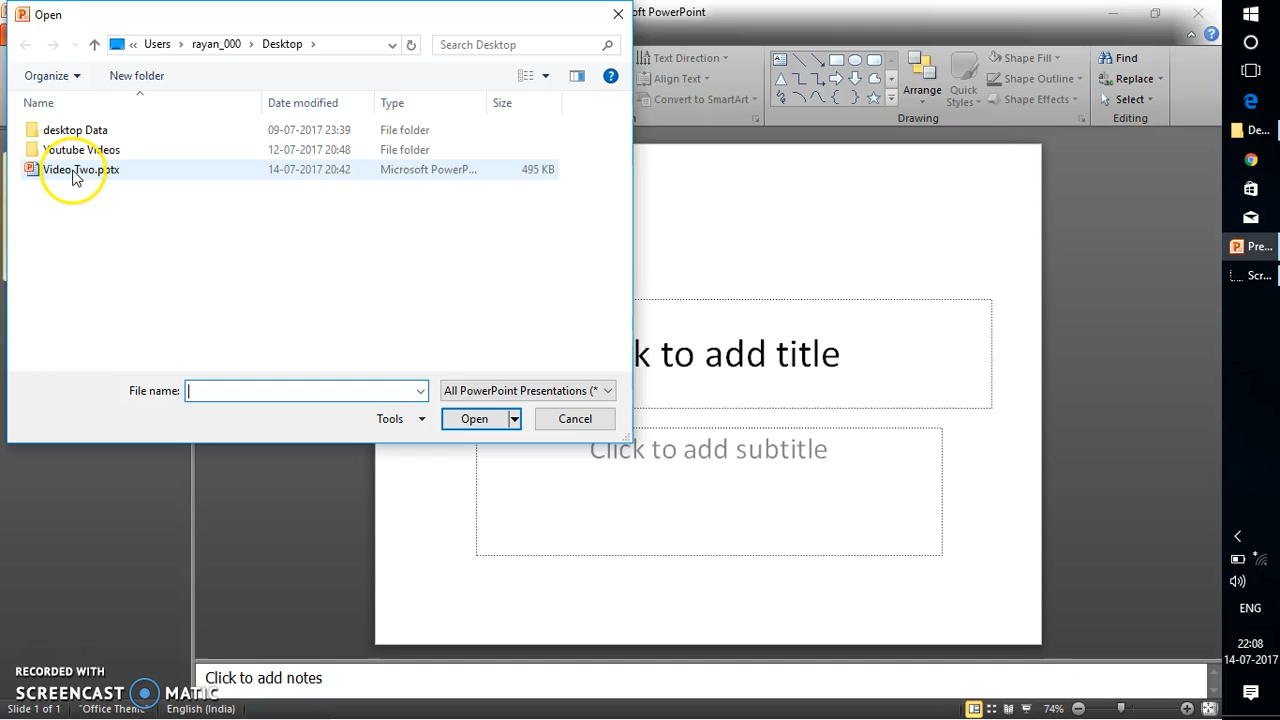 Open
soft PowerPoint
Users
rayan_000
Desktop
Search Desktop
Organize
New folder
Name
Date modified
Type
Size
desktop Data
09-07-2017 23:39
File folder
Youtube Videos
12-07-2017 20:48
File folder
Video Two.pptx
14-07-2017 20:42
Microsoft PowerP...
495 KB
File name:
All PowerPoint Presentations (*
Tools
Open
Cancel
Text Direction
Align Text
Convert to SmartArt
Arrange
Quick
Styles
Shape Fill
Shape Outline
Shape Effects
Drawing
Find
Replace
Select
Editing
k to add title
Click to add subtitle
Click to add notes
RECORDED WITH
SCREENCAST MATIC
Slide 1 of 1
"Office Theme"
English (India)
74%
De...
Pre...
Scr...
ENG
22:08
14-07-2017